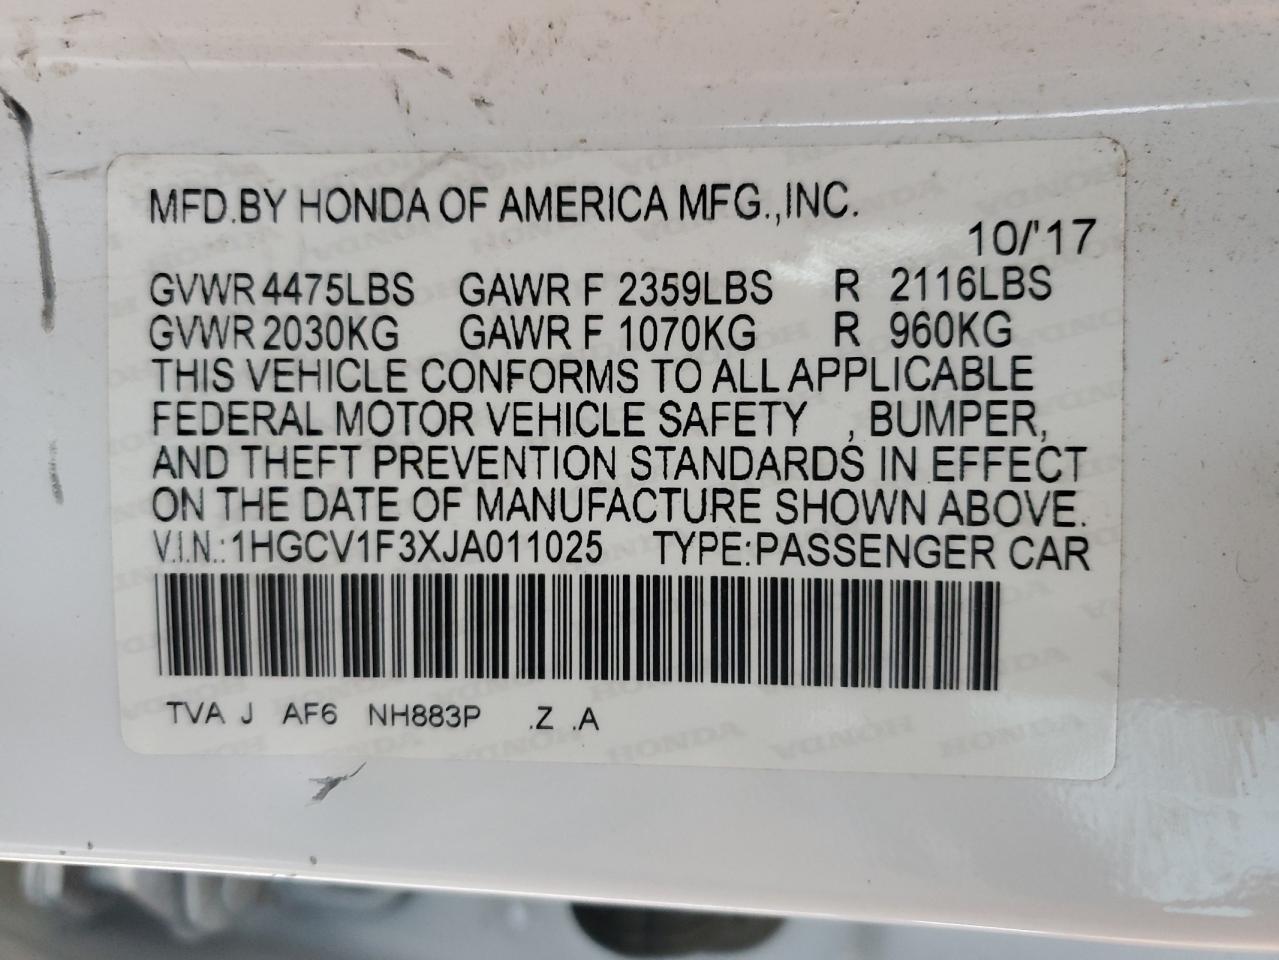 MFD.BY HONDA OF AMERICA MFG.,INC.
10/'17
GVWR 4475LBS GAWR F 2359LBS R 2116LBS
GVWR 2030KG GAWR F 1070KG R 960KG
THIS VEHICLE CONFORMS TO ALL APPLICABLE
FEDERAL MOTOR VEHICLE SAFETY , BUMPER,
AND THEFT PREVENTION STANDARDS IN EFFECT
ON THE DATE OF MANUFACTURE SHOWN ABOVE.
V.I.N.:1HGCV1F3XJA011025 TYPE:PASSENGER CAR
TVA J AF6 NH883P .Z .A